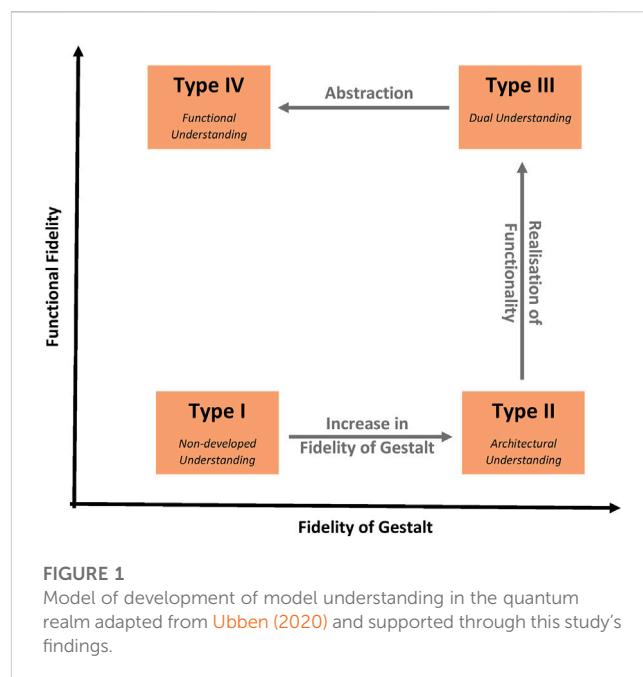 Type IV
Functional
Understanding
Abstraction
Type III
Dual Understanding
Functional Fidelity
Realisation of
Functionality
Type I
Non-developed
Understanding
Increase in
Fidelity of Gestalt
Type II
Architectural
Understanding
Fidelity of Gestalt
FIGURE 1
Model of development of model understanding in the quantum
realm adapted from Ubben (2020) and supported through this study’s
findings.